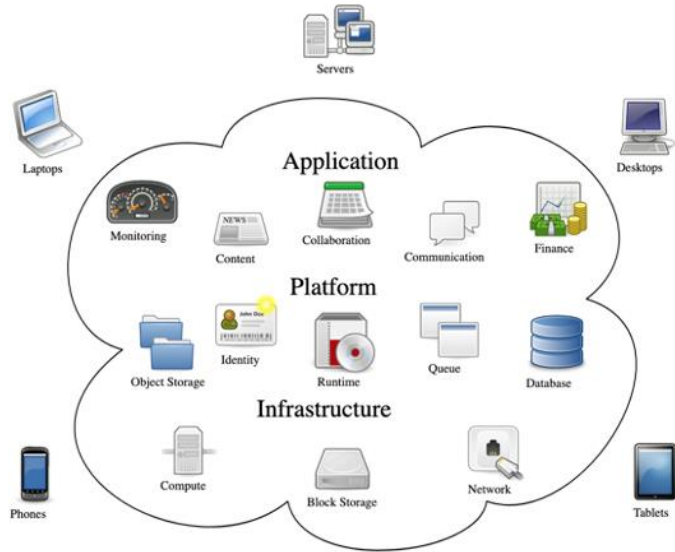 Servers
Laptops
Desktops
Application
Monitoring
NEWS
Content
Collaboration
Communication
Finance
Platform
John Doe
Object Storage
Identity
Runtime
Queue
Database
Infrastructure
Compute
Block Storage
Network
Phones
Tablets